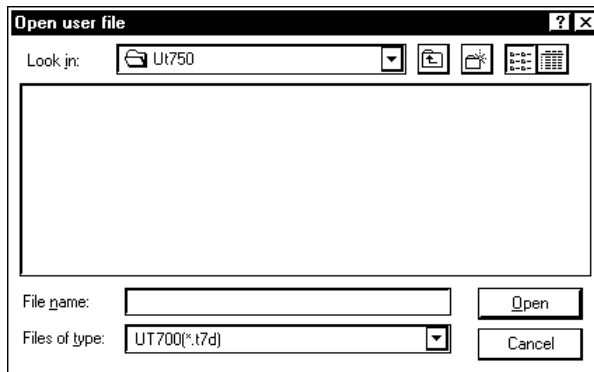 Open user file
Look in: Ut750
File name: Open
Files of type: UT700(*.t7d) Cancel